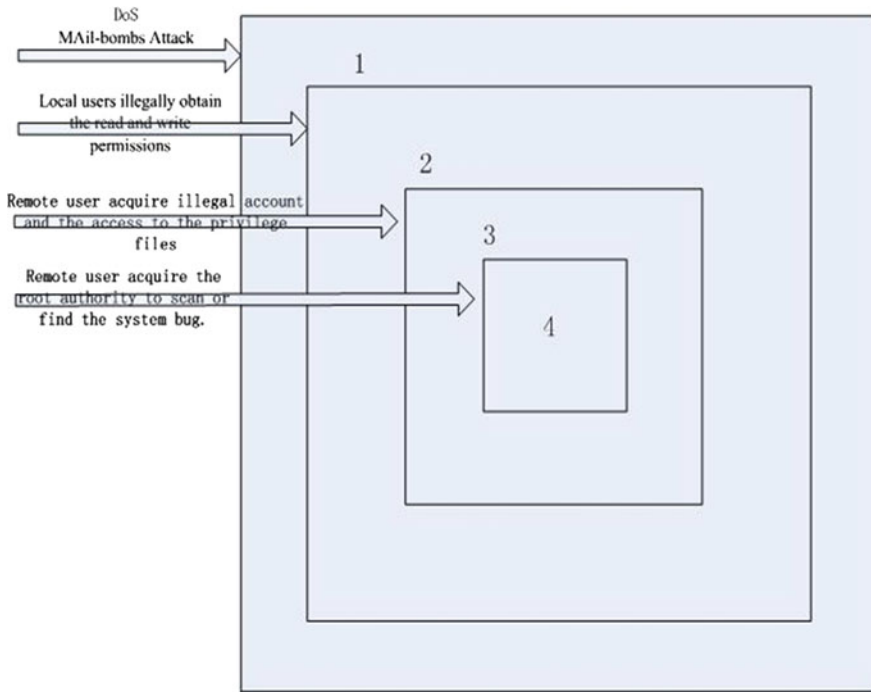 DoS
MAil-bombs Attack
1
Local users illegally obtain
the read and write
permissions
2
Remote user acquire illegal account
and the access to the privilege
files
3
Remote user acquire the
root authority to scan or
find the system bug.
4